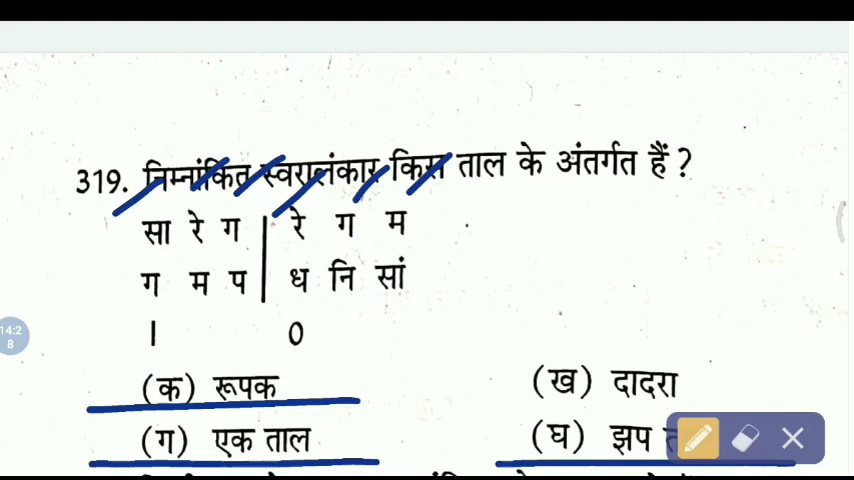 319. निम्नांकित स्वरालंकार किस ताल के अंतर्गत हैं ?
सा रे ग | रे ग म
ग म प | ध नि सां
I 0
(क) रूपक (ख) दादरा
(ग) एक ताल (घ) झप
14:2
8